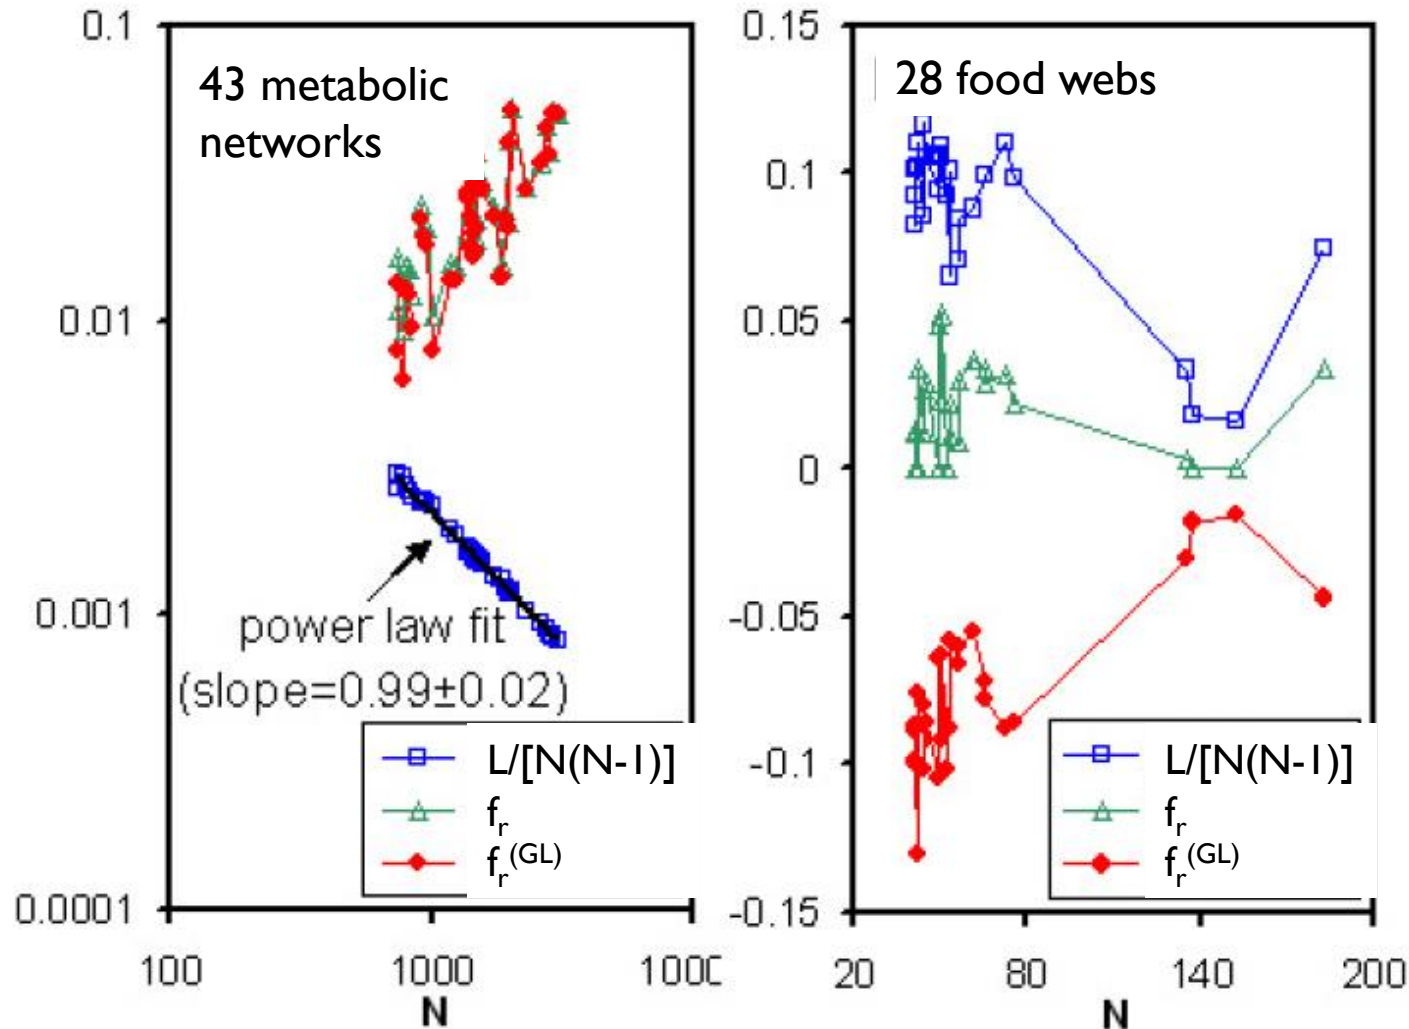 0.1
0.01
0.001
0.0001
43 metabolic
networks
power law fit
(slope=0.99±0.02)
L/[N(N-1)]
fr
fr(GL)
100
1000
1000
N
0.15
0.1
0.05
0
-0.05
-0.1
-0.15
28 food webs
L/[N(N-1)]
fr
fr(GL)
20
80
140
200
N